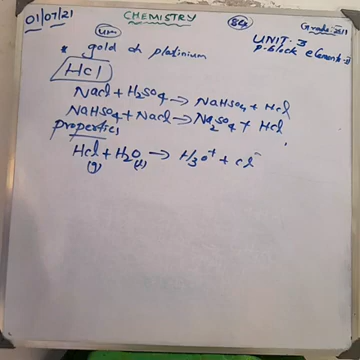 01/07/21 CHEMISTRY Grade: XII
UNIT: 3
p-block elements
* gold or platinium
HCl
NaCl + H2SO4 → NaHSO4 + HCl
NaHSO4 + NaCl → Na2SO4 + HCl
properties
HCl + H2O → H3O+ + Cl-
(g) (l)